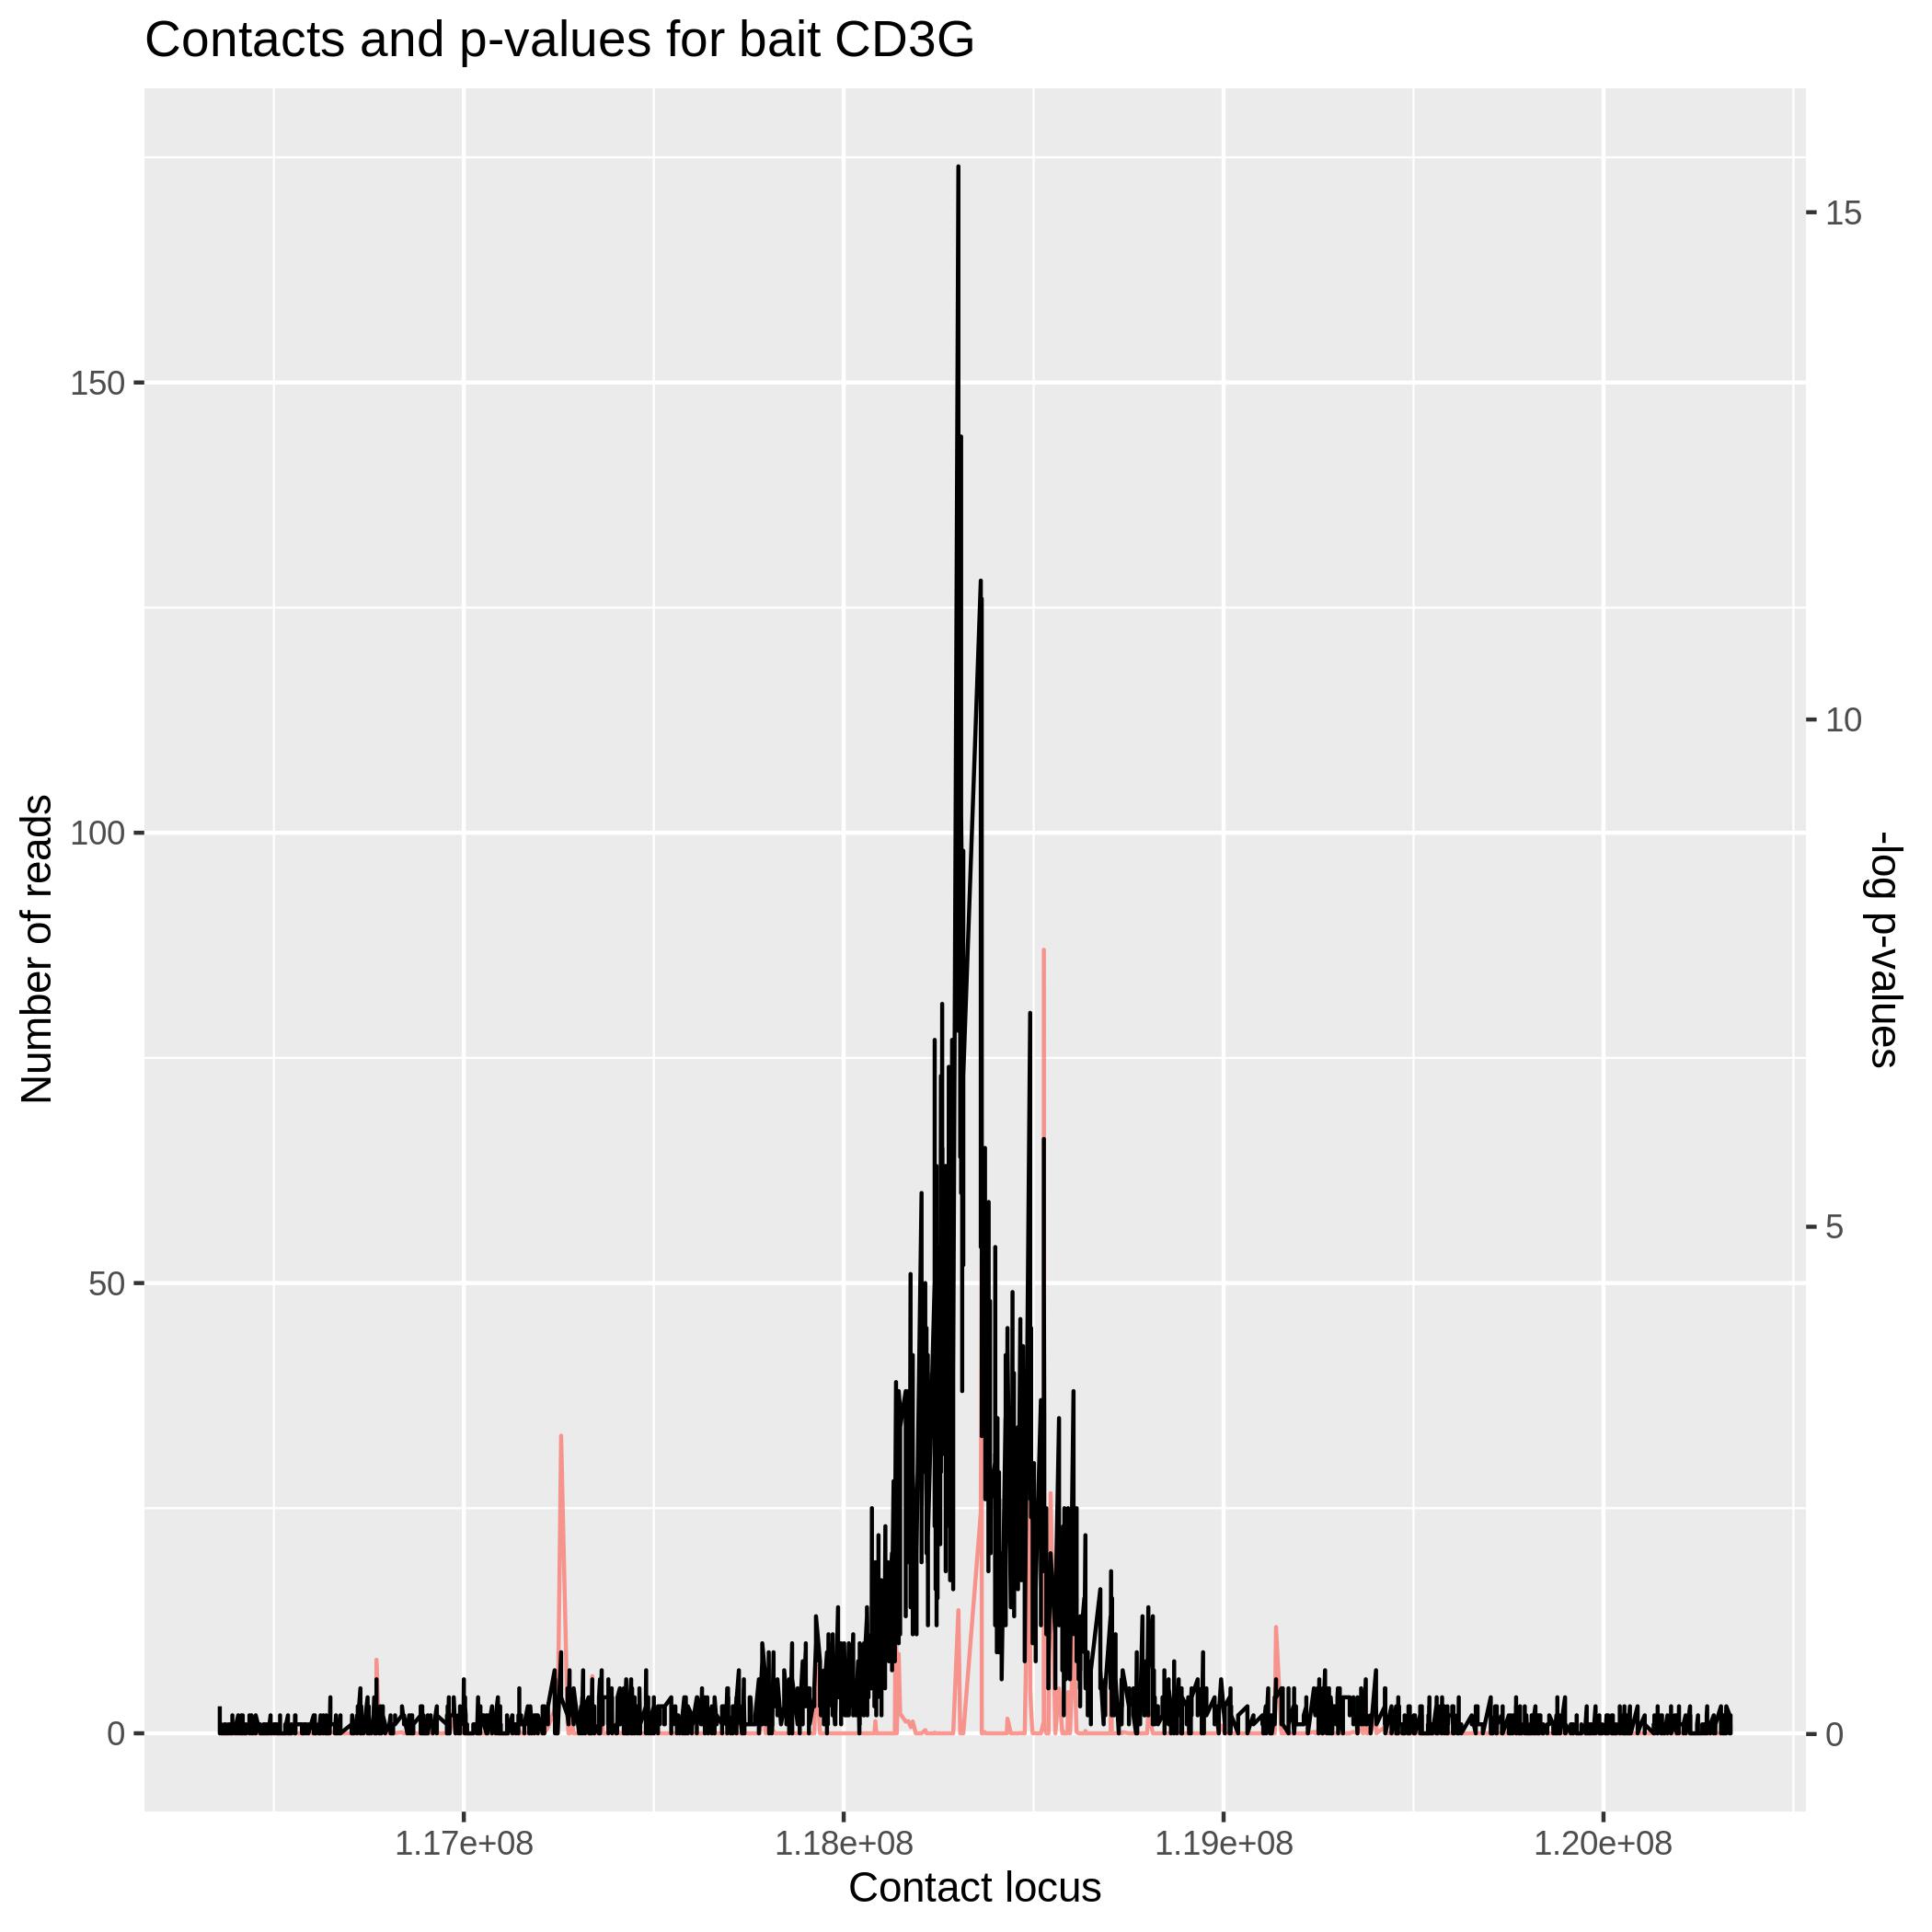 Contacts and p-values for bait CD3G
Number of reads
150
100
50
0
15
10
5
0
-log p-values
1.17e+08
1.18e+08
1.19e+08
1.20e+08
Contact locus